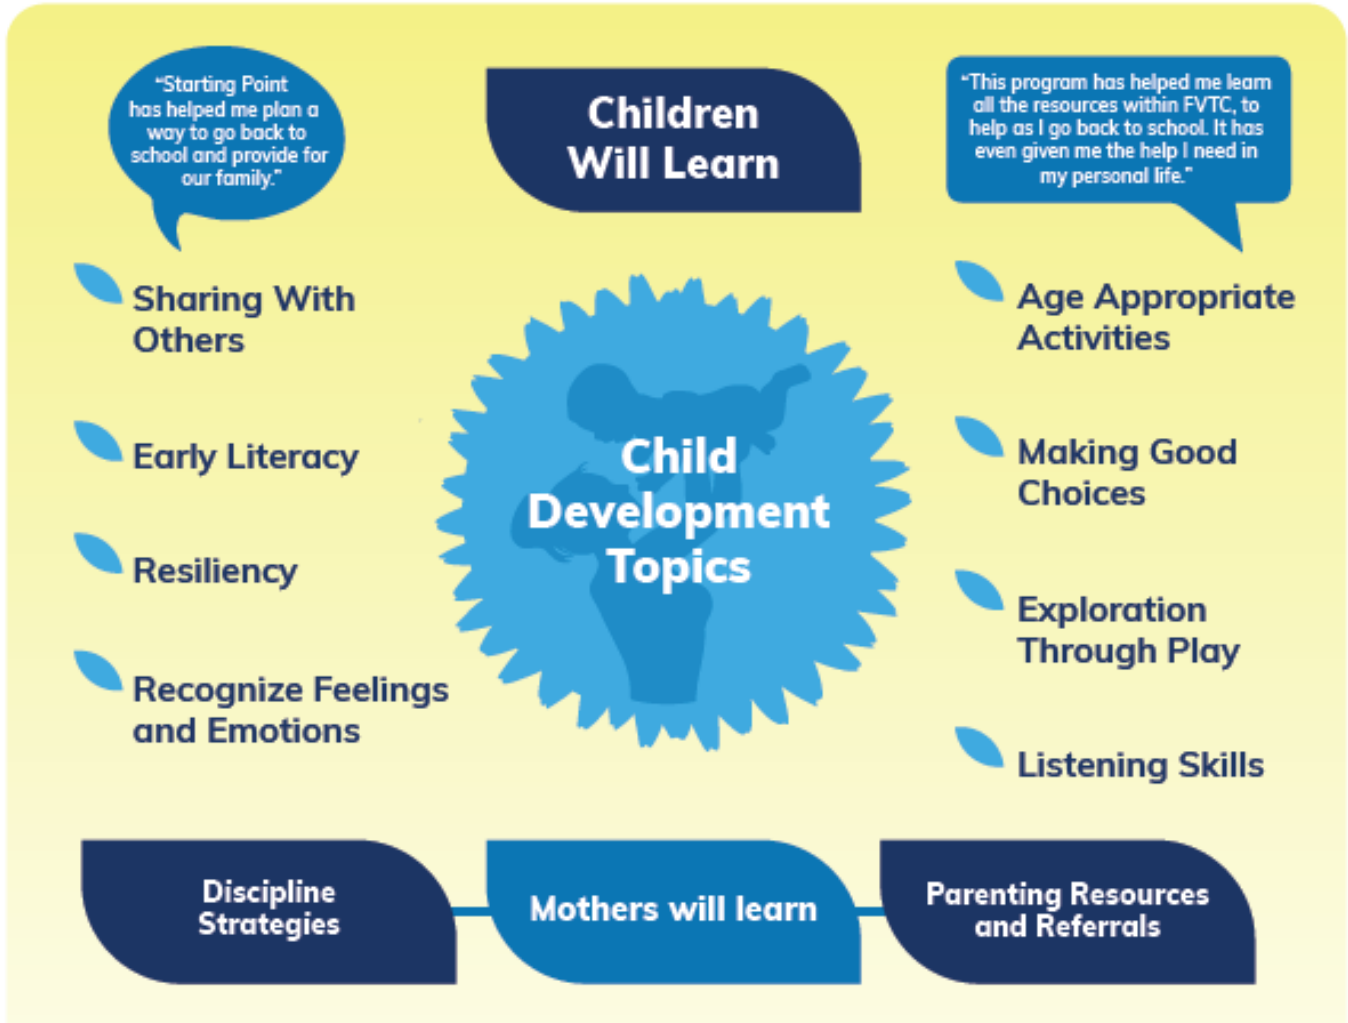 “Starting Point
has helped me plan a
way to go back to
school and provide for
our family.”
Children
Will Learn
“This program has helped me learn
all the resources within FVTC, to
help as I go back to school. It has
even given me the help I need in
my personal life.”
Sharing With
Others
Early Literacy
Resiliency
Recognize Feelings
and Emotions
Child
Development
Topics
Age Appropriate
Activities
Making Good
Choices
Exploration
Through Play
Listening Skills
Discipline
Strategies
Mothers will learn
Parenting Resources
and Referrals